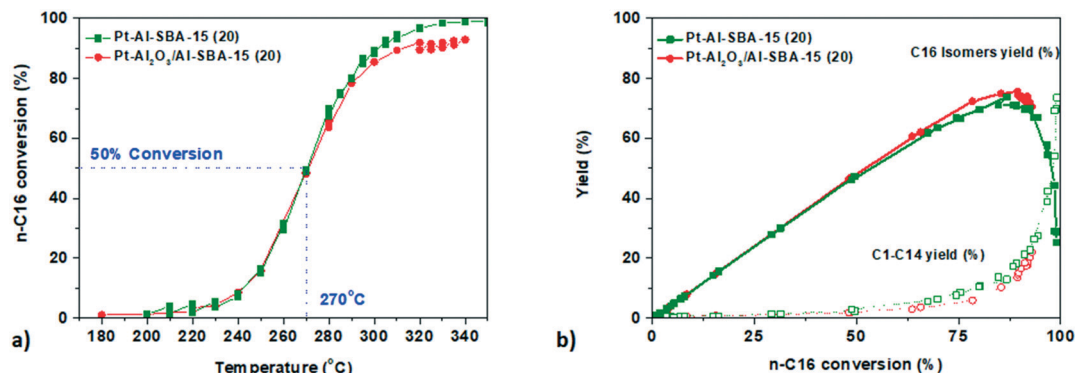 Pt-Al-SBA-15 (20)
Pt-Al₂O₃/Al-SBA-15 (20)
n-C16 conversion (%)
100
80
60
40
20
0
50% Conversion
270°C
180 200 220 240 260 280 300 320 340
Temperature (°C)
a)
Pt-Al-SBA-15 (20)
Pt-Al₂O₃/Al-SBA-15 (20)
C16 Isomers yield (%)
Yield (%)
100
80
60
40
20
0
C1-C14 yield (%)
0 25 50 75 100
n-C16 conversion (%)
b)